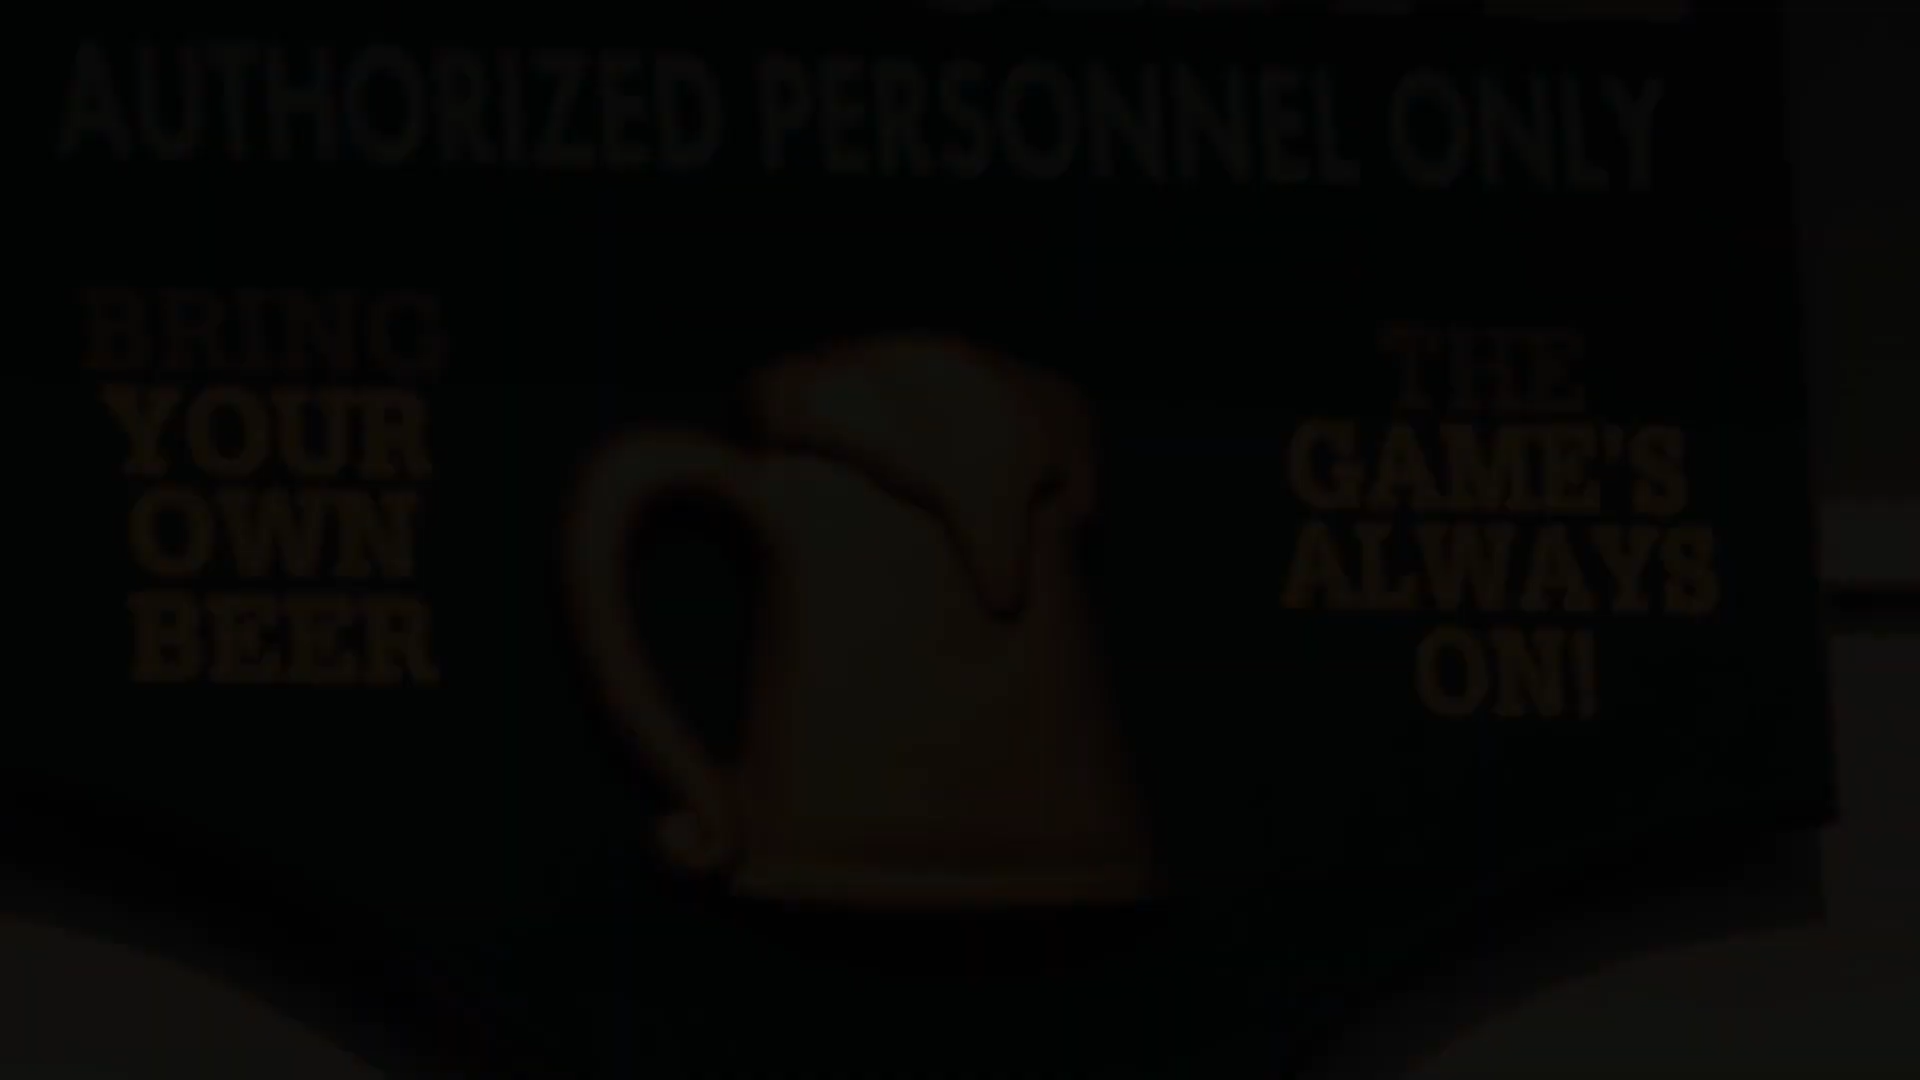 AUTHORIZED PERSONNEL ONLY
BRING
YOUR
OWN
BEER
THE
GAME'S
ALWAYS
ON!